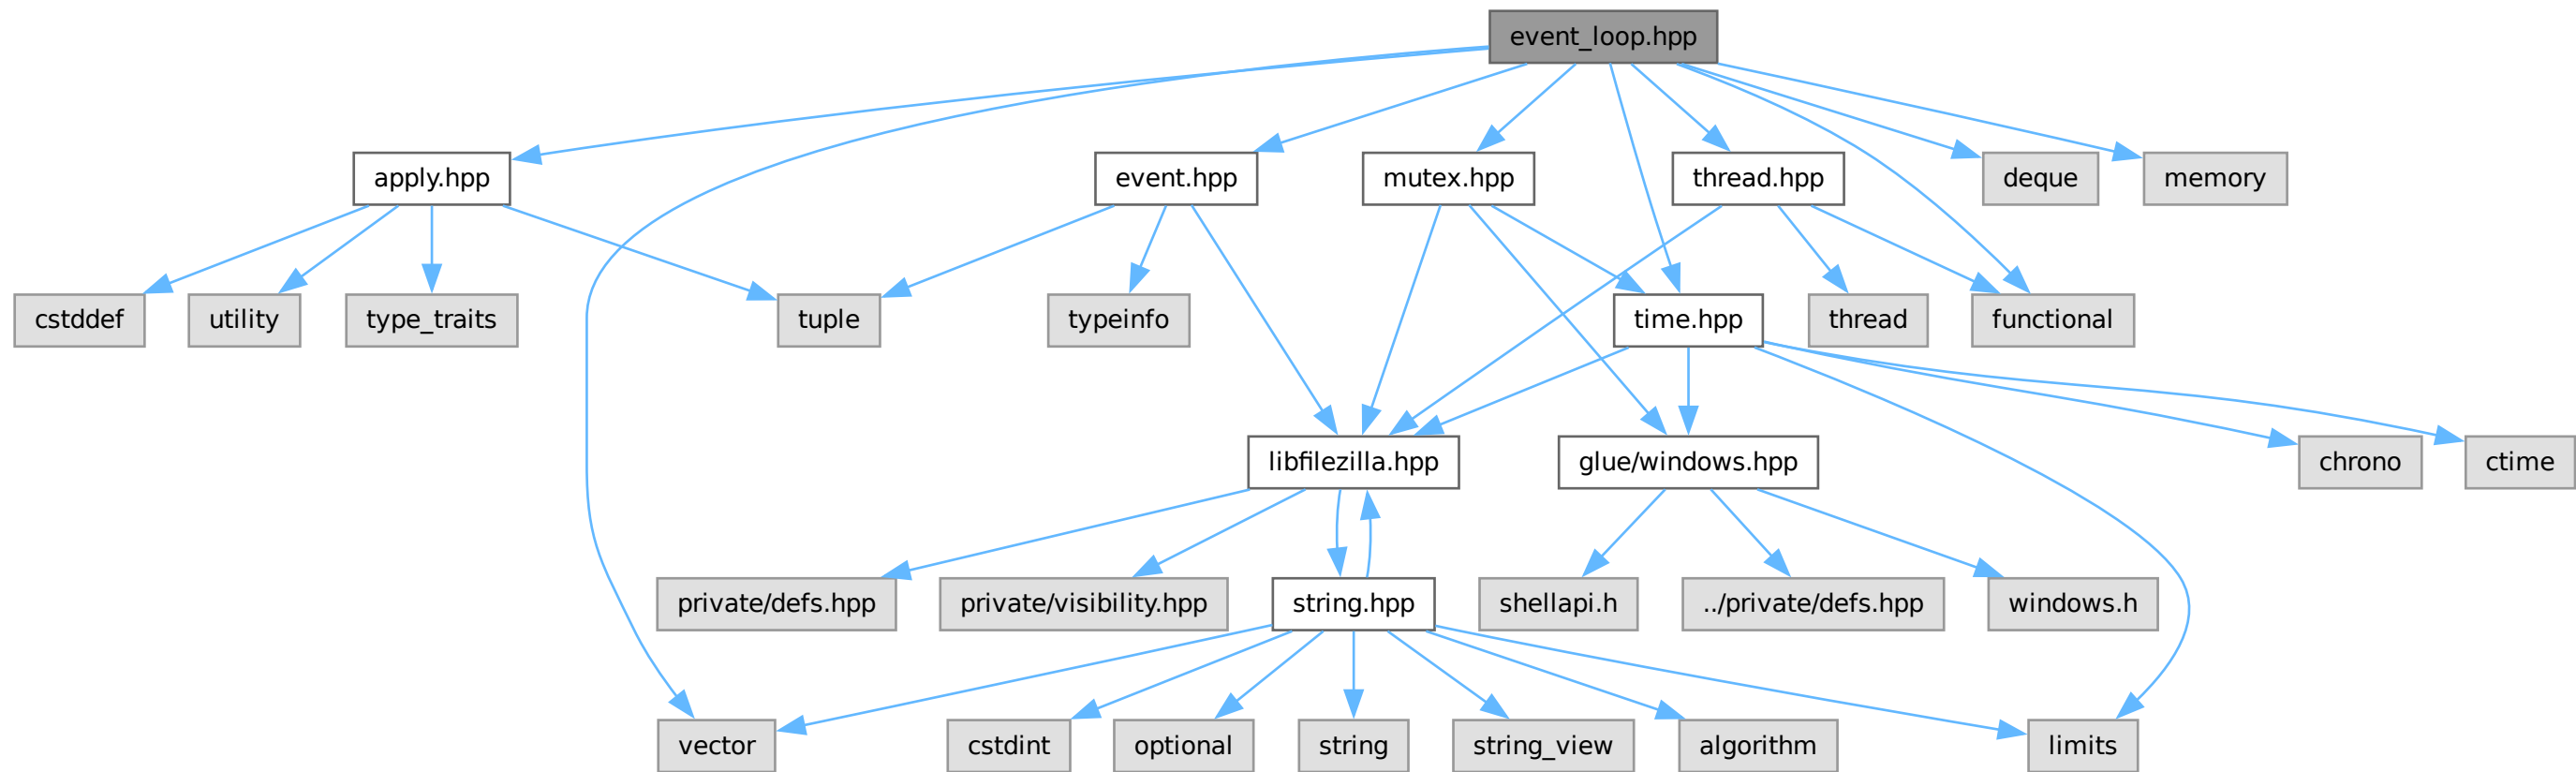 event_loop.hpp
apply.hpp
event.hpp
mutex.hpp
thread.hpp
deque
memory
cstddef
utility
type_traits
tuple
typeinfo
time.hpp
thread
functional
libfilezilla.hpp
glue/windows.hpp
chrono
ctime
private/defs.hpp
private/visibility.hpp
string.hpp
shellapi.h
../private/defs.hpp
windows.h
vector
cstdint
optional
string
string_view
algorithm
limits